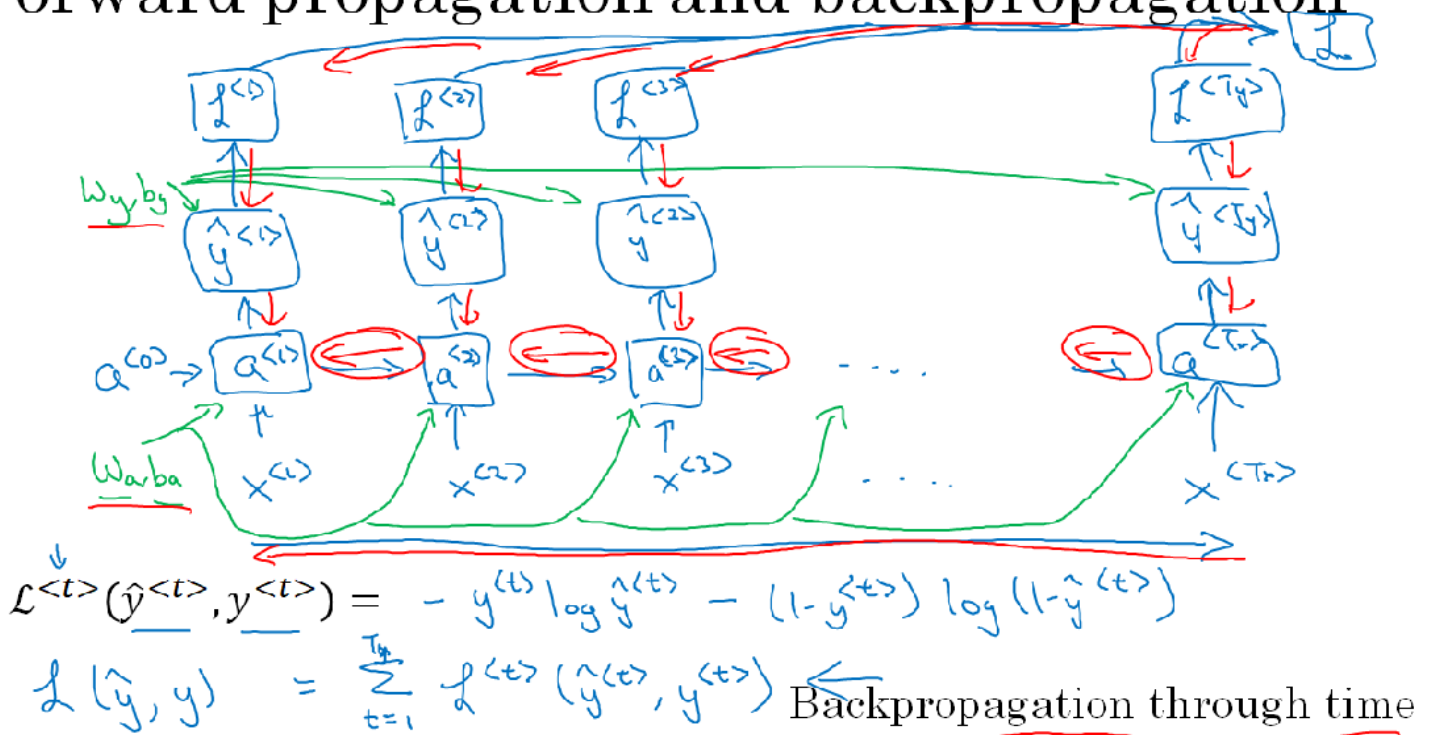 orward propagation and backpropagation
ℒ
ℒ<1> ℒ<2> ℒ<3> ℒ<Ty>
Wy, by
ŷ<1> ŷ<2> ŷ<3> ŷ<Ty>
a<0> a<1> a<2> a<3> .... a<Tx>
Wa, ba
x<1> x<2> x<3> .... x<Tx>
ℒ<t>(ŷ<t>, y<t>) = - y<t> log ŷ<t> - (1-y<t>) log (1-ŷ<t>)
ℒ(ŷ, y) = Σ_{t=1}^{Ty} ℒ<t>(ŷ<t>, y<t>)
Backpropagation through time